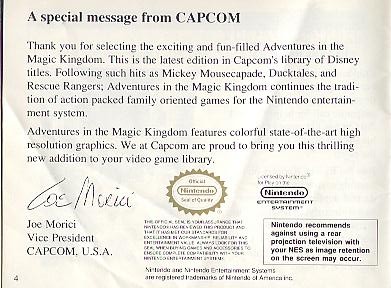 A special message from CAPCOM
Thank you for selecting the exciting and fun-filled Adventures in the
Magic Kingdom. This is the latest edition in Capcom's library of Disney
titles. Following such hits as Mickey Mousecapade, Ducktales, and
Rescue Rangers; Adventures in the Magic Kingdom continues the tradi-
tion of action packed family oriented games for the Nintendo entertain-
ment system.
Adventures in the Magic Kingdom features colorful state-of-the-art high
resolution graphics. We at Capcom are proud to bring you this thrilling
new addition to your video game library.
Joe Morici
Joe Morici
Vice President
CAPCOM, U.S.A.
Official
Nintendo
Seal of Quality
THE OFFICIAL SEAL IS YOUR ASSURANCE THAT
NINTENDO HAS REVIEWED THIS PRODUCT AND
THAT IT HAS MET OUR STANDARDS FOR
EXCELLENCE IN WORKMANSHIP, RELIABILITY AND
ENTERTAINMENT VALUE. ALWAYS LOOK FOR THIS
SEAL WHEN BUYING GAMES AND ACCESSORIES TO
ENSURE COMPLETE COMPATIBILITY WITH YOUR
NINTENDO ENTERTAINMENT SYSTEM.
Licensed by Nintendo®
for Play on the
Nintendo
ENTERTAINMENT
SYSTEM®
Nintendo recommends
against using a rear
projection television with
your NES as image retention
on the screen may occur.
Nintendo and Nintendo Entertainment Systems
are registered trademarks of Nintendo of America Inc.
4